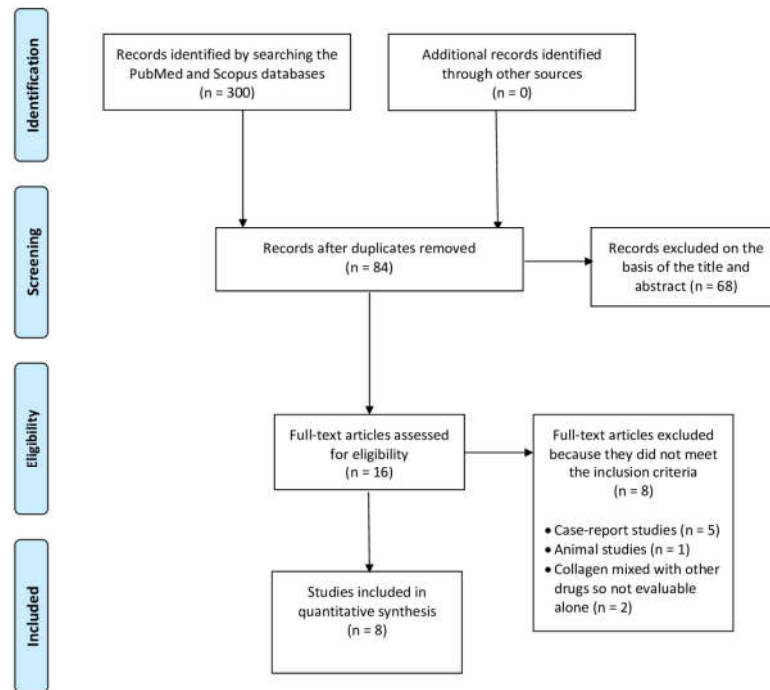 Identification
Records identified by searching the
PubMed and Scopus databases
(n = 300)
Additional records identified
through other sources
(n = 0)
Screening
Records after duplicates removed
(n = 84)
Records excluded on the
basis of the title and
abstract (n = 68)
Eligibility
Full-text articles assessed
for eligibility
(n = 16)
Full-text articles excluded
because they did not meet
the inclusion criteria
(n = 8)
• Case-report studies (n = 5)
• Animal studies (n = 1)
• Collagen mixed with other
drugs so not evaluable
alone (n = 2)
Included
Studies included in
quantitative synthesis
(n = 8)